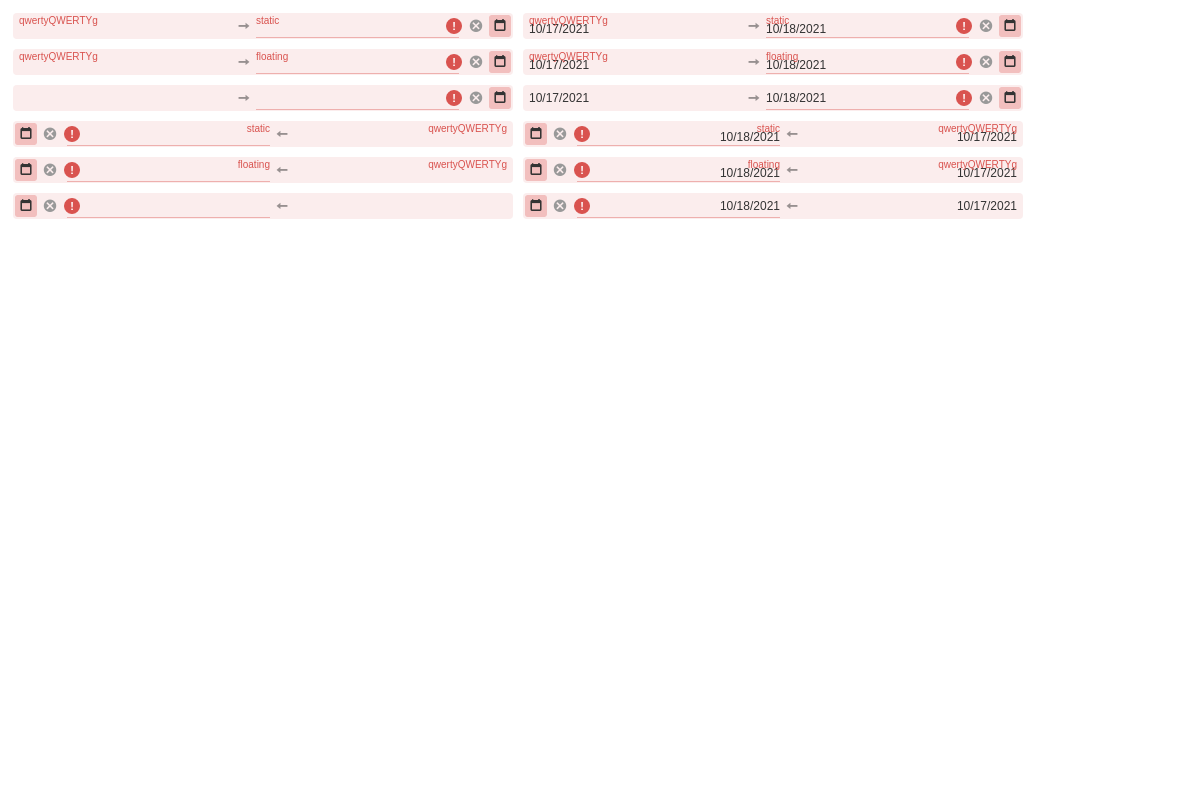 qwertyQWERTYg static qwertyQWERTYg static
10/17/2021 10/18/2021
qwertyQWERTYg floating qwertyQWERTYg floating
10/17/2021 10/18/2021
10/17/2021 10/18/2021
static qwertyQWERTYg static qwertyQWERTYg
10/18/2021 10/17/2021
floating qwertyQWERTYg floating qwertyQWERTYg
10/18/2021 10/17/2021
10/18/2021 10/17/2021